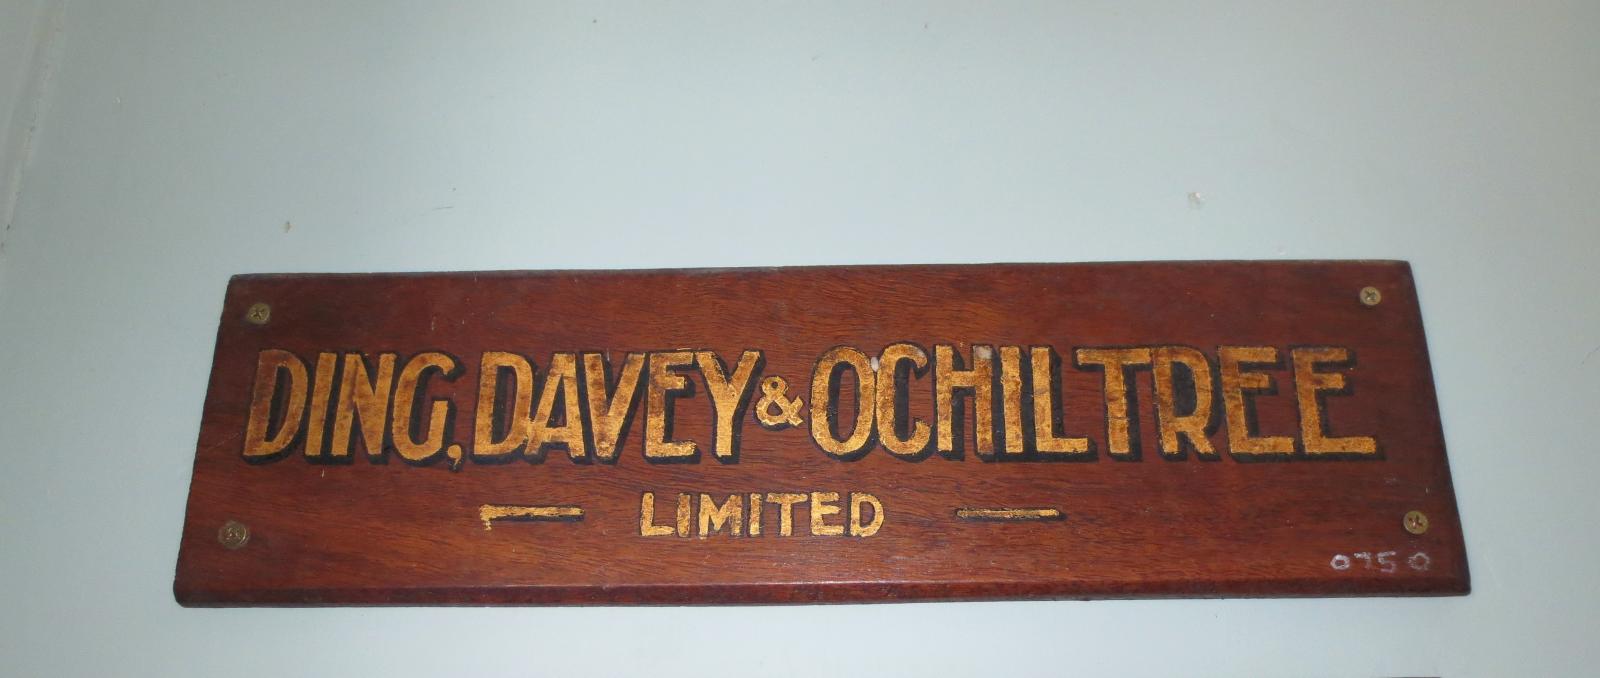 DING, DAVEY & OCHILTREE
LIMITED
0750